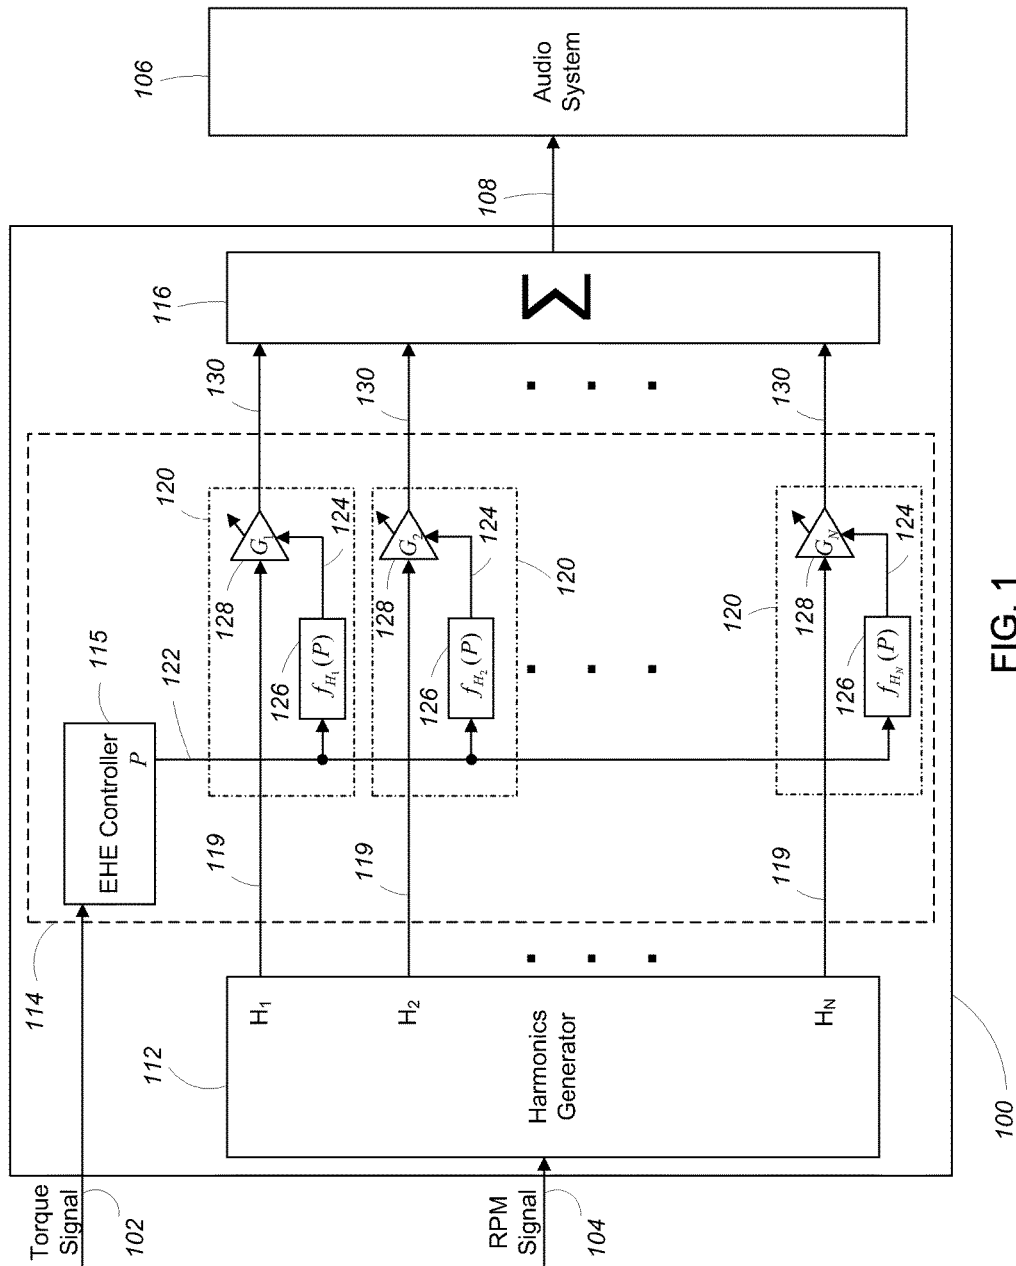 Torque
Signal
102
114
EHE Controller
P
115
122
112
Harmonics
Generator
H1
H2
HN
RPM
Signal
104
119
119
119
120
128
G1
126
fH1(P)
124
128
G2
126
fH2(P)
124
120
120
128
GN
126
fHN(P)
124
130
130
130
116
Σ
108
106
Audio
System
100
FIG. 1